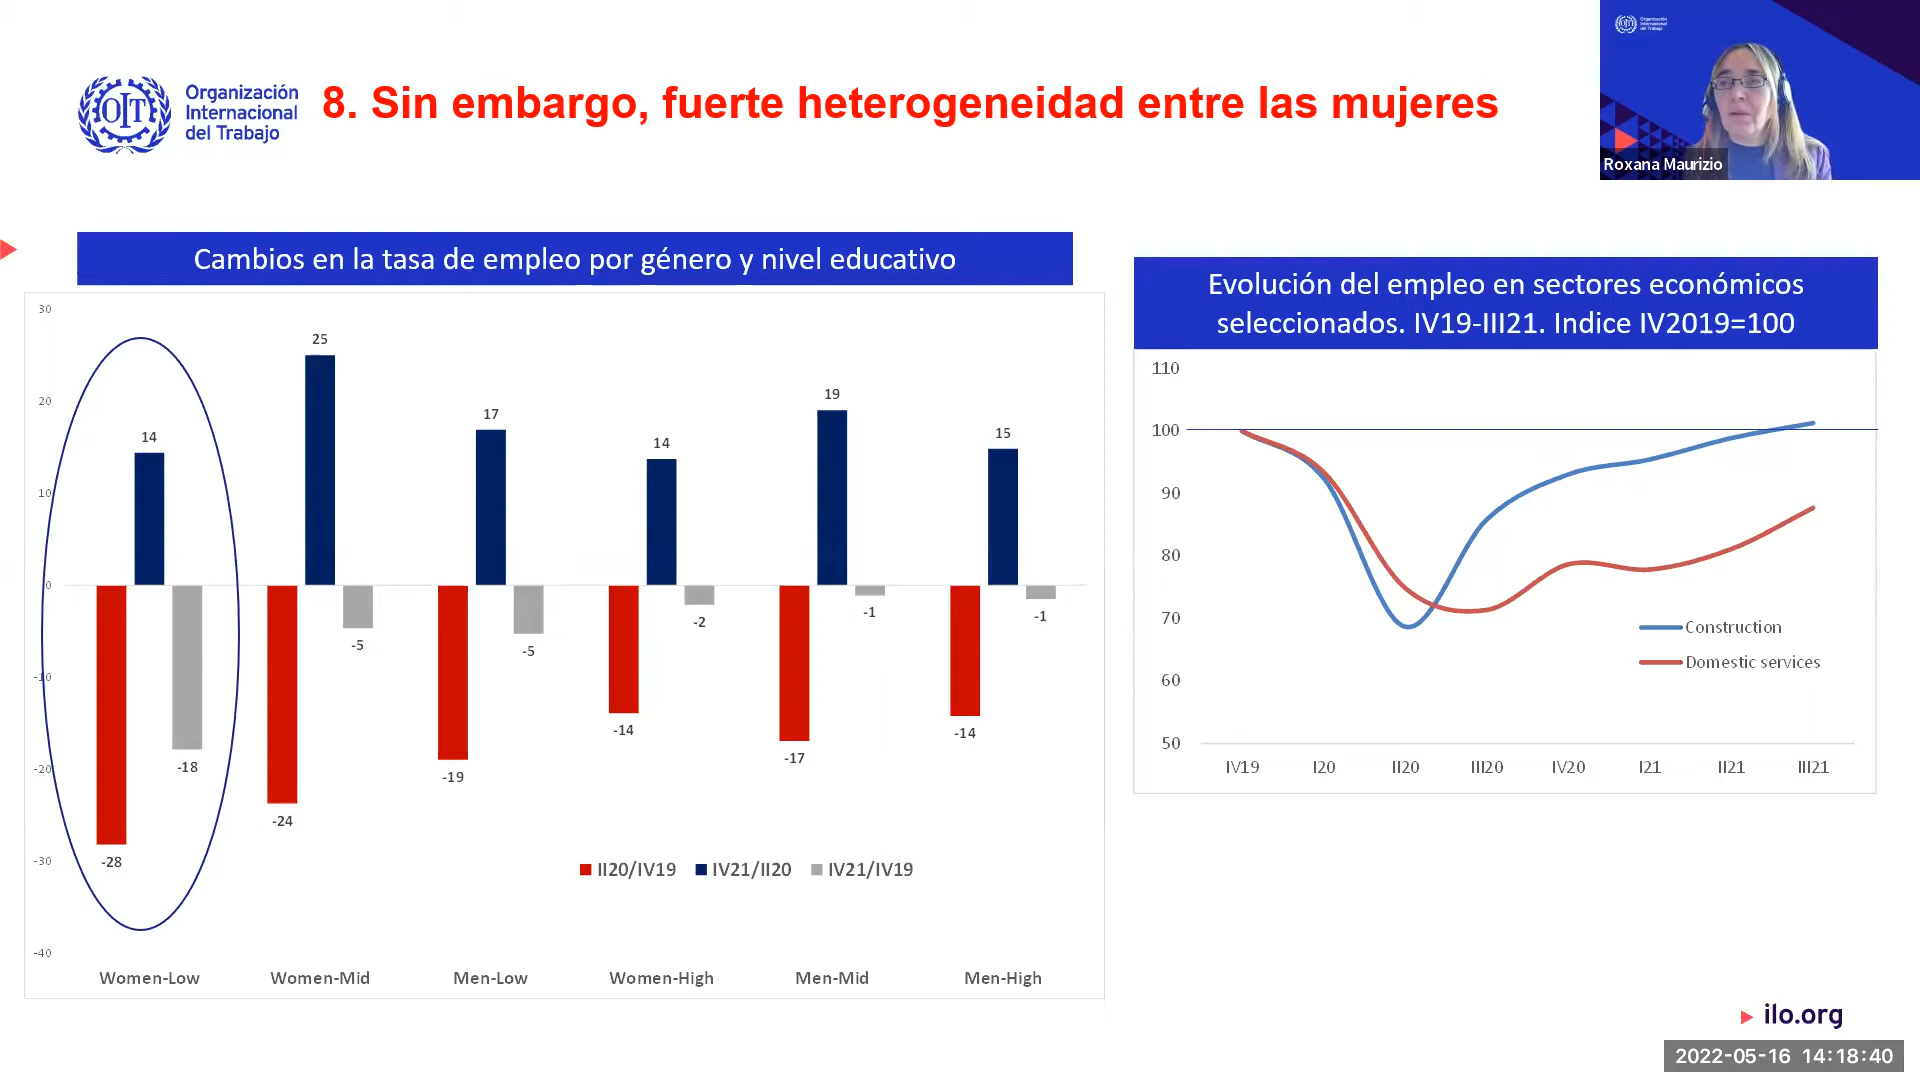 Organización
Internacional
del Trabajo
OIT
8. Sin embargo, fuerte heterogeneidad entre las mujeres
Organización
Internacional
del Trabajo
Roxana Maurizio
Cambios en la tasa de empleo por género y nivel educativo
30
20
10
0
-10
-20
-30
-40
14
25
17
14
19
15
-28
-18
-24
-5
-19
-5
-14
-2
-17
-1
-14
-1
II20/IV19 IV21/II20 IV21/IV19
Women-Low Women-Mid Men-Low Women-High Men-Mid Men-High
Evolución del empleo en sectores económicos
seleccionados. IV19-III21. Indice IV2019=100
110
100
90
80
70
60
50
Construction
Domestic services
IV19 I20 II20 III20 IV20 I21 II21 III21
ilo.org
2022-05-16 14:18:40